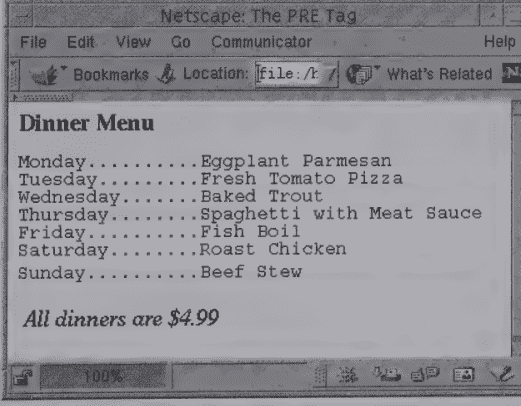 Netscape: The PRE Tag
File Edit View Go Communicator Help
Bookmarks Location: file:/h What's Related N
Dinner Menu
Monday..........Eggplant Parmesan
Tuesday.........Fresh Tomato Pizza
Wednesday.......Baked Trout
Thursday........Spaghetti with Meat Sauce
Friday..........Fish Boil
Saturday........Roast Chicken
Sunday..........Beef Stew
All dinners are $4.99
100%